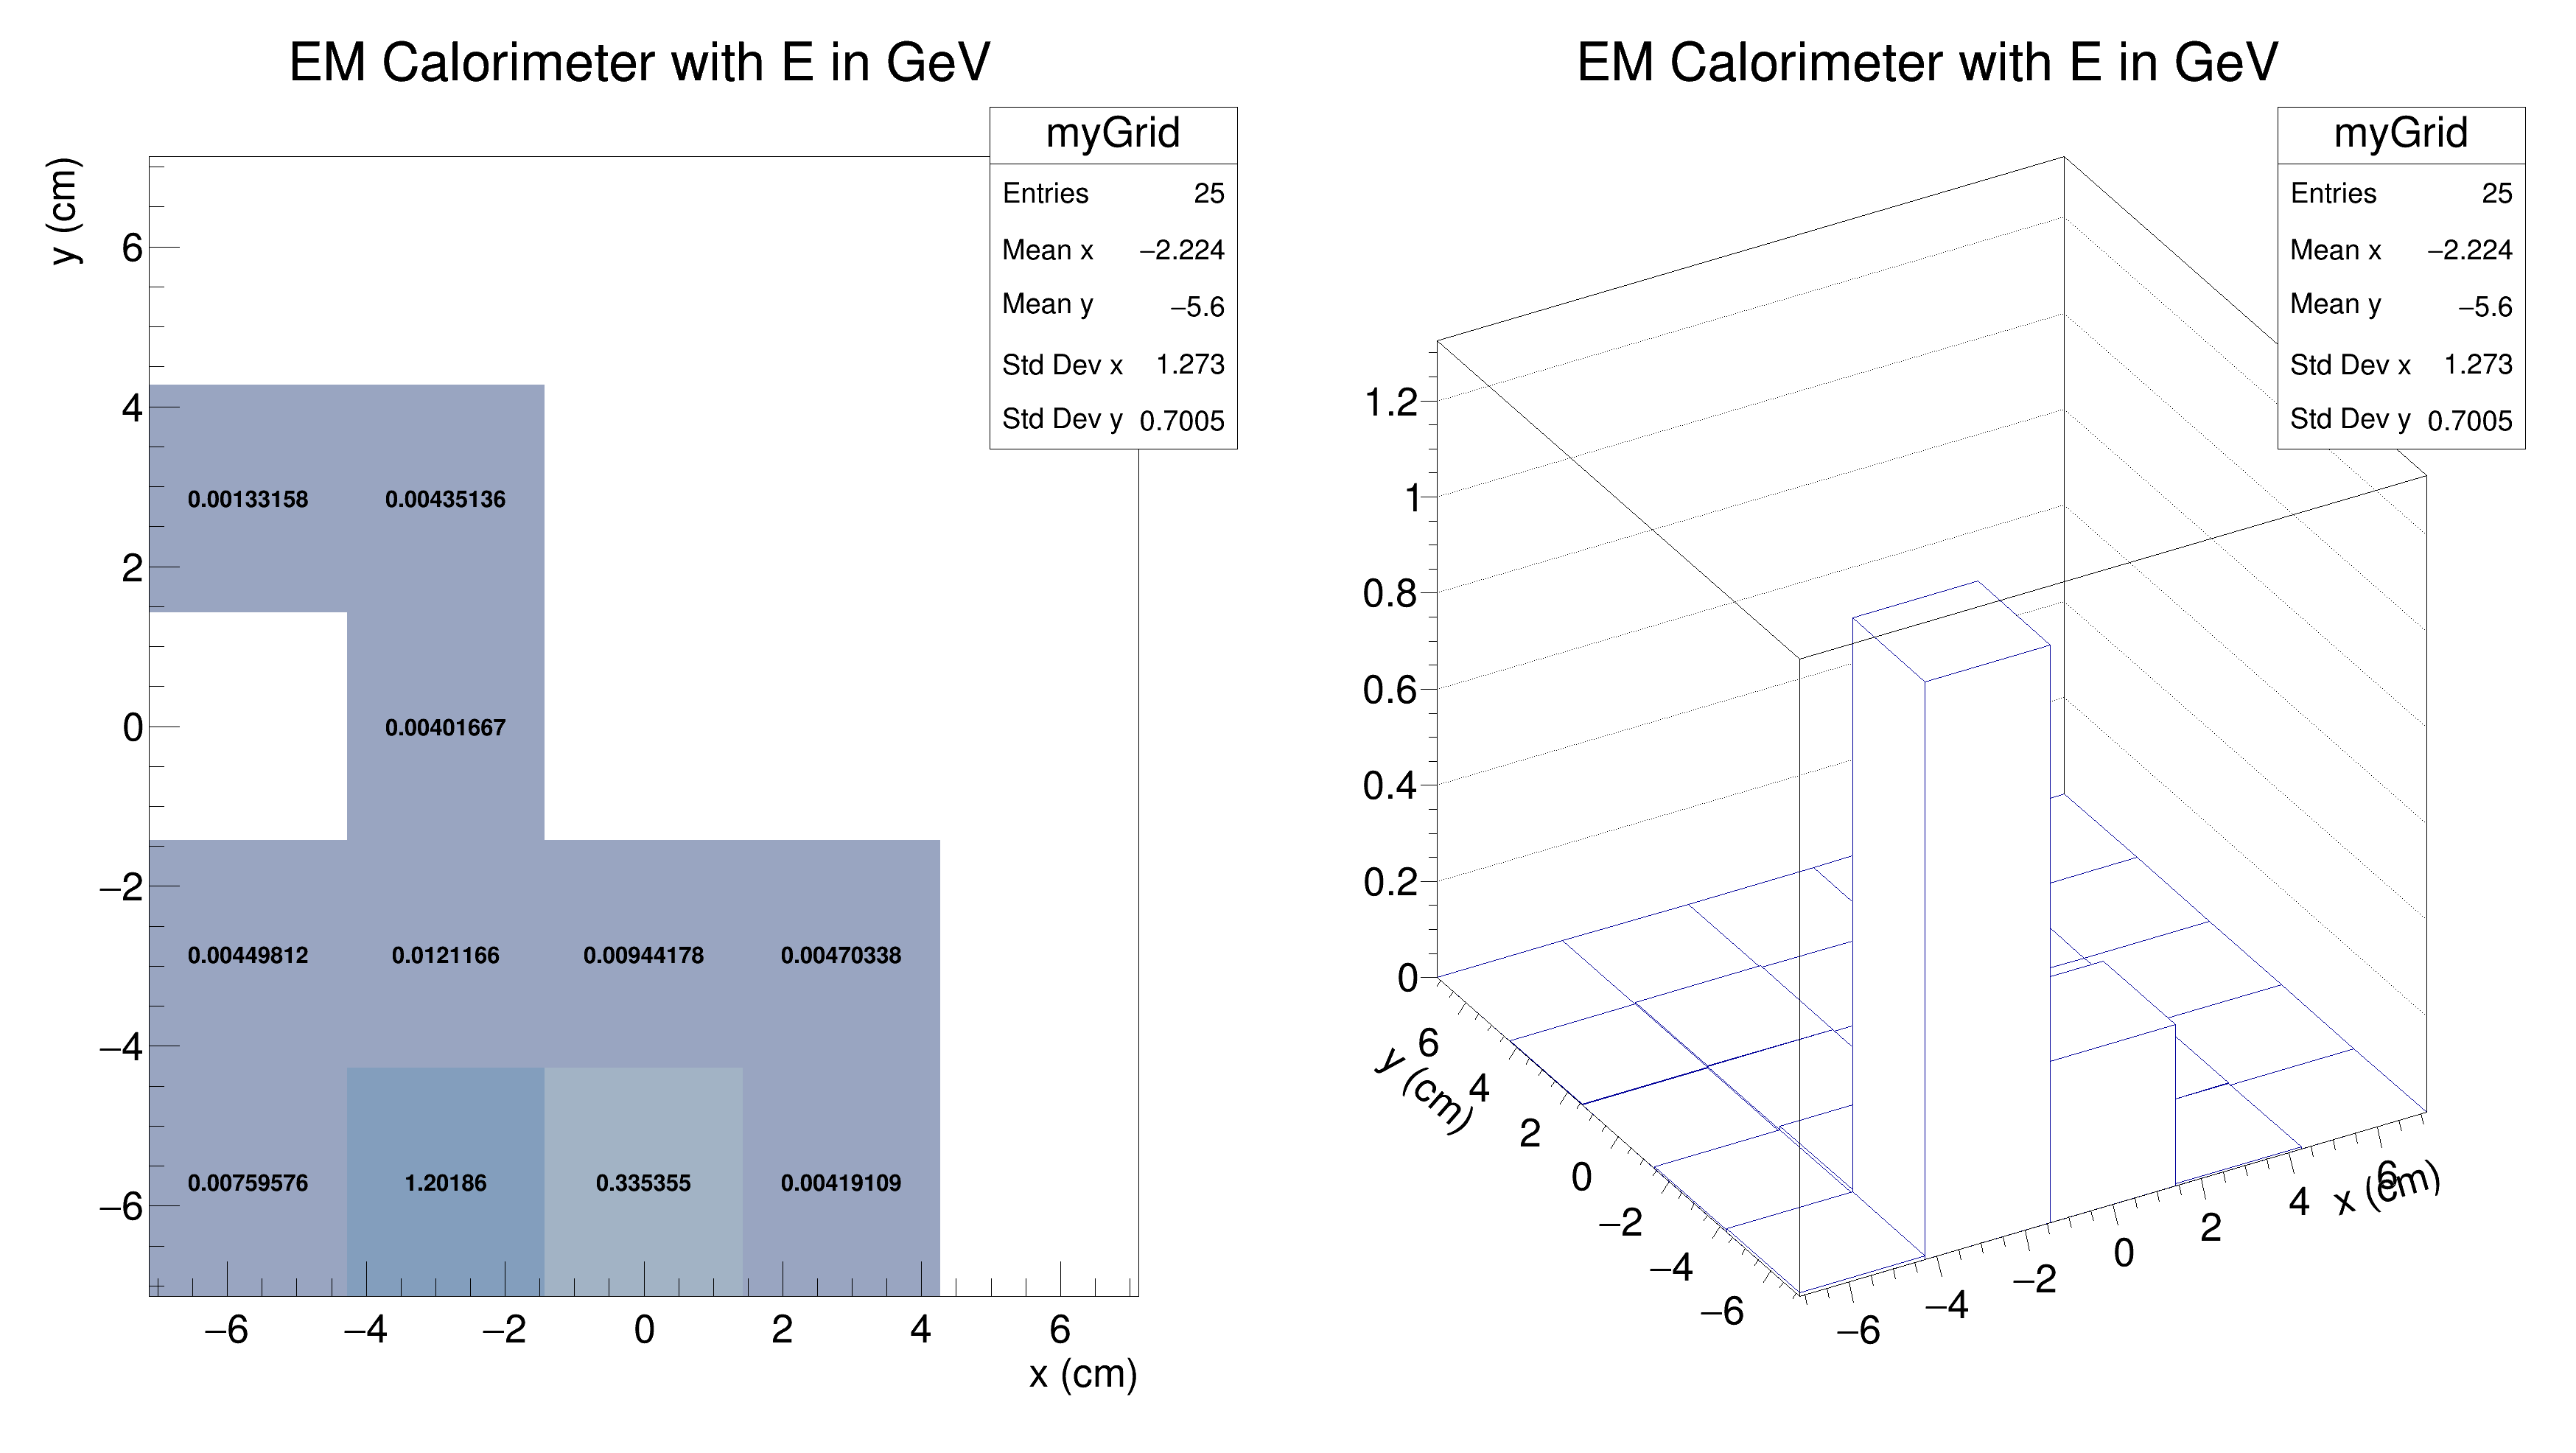 EM Calorimeter with E in GeV
myGrid
Entries 25
Mean x −2.224
Mean y −5.6
Std Dev x 1.273
Std Dev y 0.7005
y (cm)
6
4
2
0
−2
−4
−6
0.00133158 0.00435136
0.00401667
0.00449812 0.0121166 0.00944178 0.00470338
0.00759576 1.20186 0.335355 0.00419109
−6 −4 −2 0 2 4 6
x (cm)
EM Calorimeter with E in GeV
myGrid
Entries 25
Mean x −2.224
Mean y −5.6
Std Dev x 1.273
Std Dev y 0.7005
1.2
1
0.8
0.6
0.4
0.2
0
y (cm)
6
4
2
0
−2
−4
−6
−6 −4 −2 0 2 4 6
x (cm)